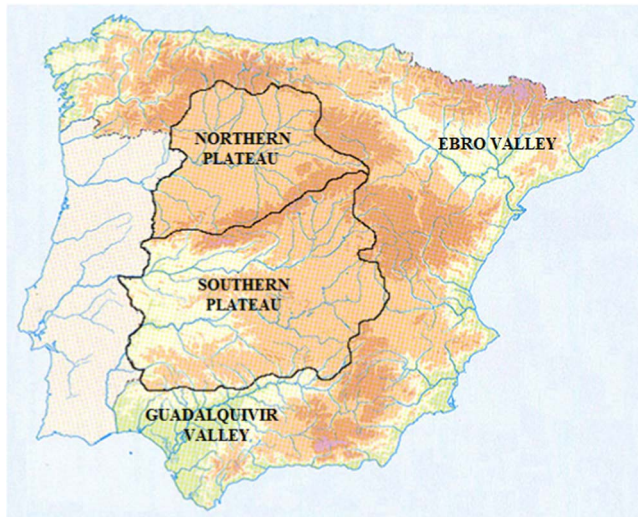 NORTHERN
PLATEAU
EBRO VALLEY
SOUTHERN
PLATEAU
GUADALQUIVIR
VALLEY